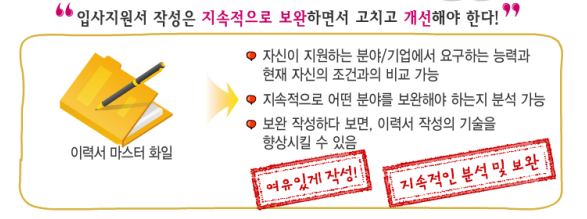 ❝ 입사지원서 작성은 지속적으로 보완하면서 고치고 개선해야 한다! ❞
자신이 지원하는 분야/기업에서 요구하는 능력과
현재 자신의 조건과의 비교 가능
지속적으로 어떤 분야를 보완해야 하는지 분석 가능
보완 작성하다 보면, 이력서 작성의 기술을
향상시킬 수 있음
이력서 마스터 화일
여유있게 작성!
지속적인 분석 및 보완